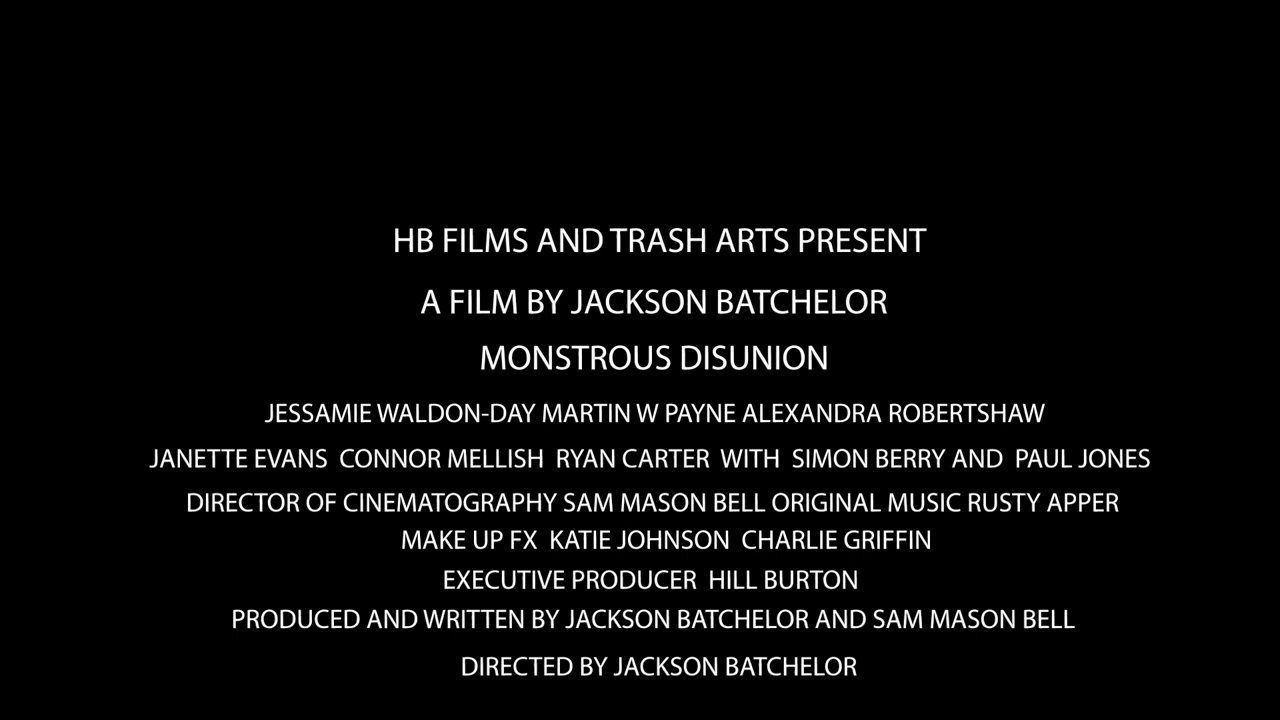 HB FILMS AND TRASH ARTS PRESENT
A FILM BY JACKSON BATCHELOR
MONSTROUS DISUNION
JESSAMIE WALDON-DAY MARTIN W PAYNE ALEXANDRA ROBERTSHAW
JANETTE EVANS  CONNOR MELLISH  RYAN CARTER  WITH  SIMON BERRY AND  PAUL JONES
DIRECTOR OF CINEMATOGRAPHY SAM MASON BELL ORIGINAL MUSIC RUSTY APPER
MAKE UP FX  KATIE JOHNSON  CHARLIE GRIFFIN
EXECUTIVE PRODUCER  HILL BURTON
PRODUCED AND WRITTEN BY JACKSON BATCHELOR AND SAM MASON BELL
DIRECTED BY JACKSON BATCHELOR